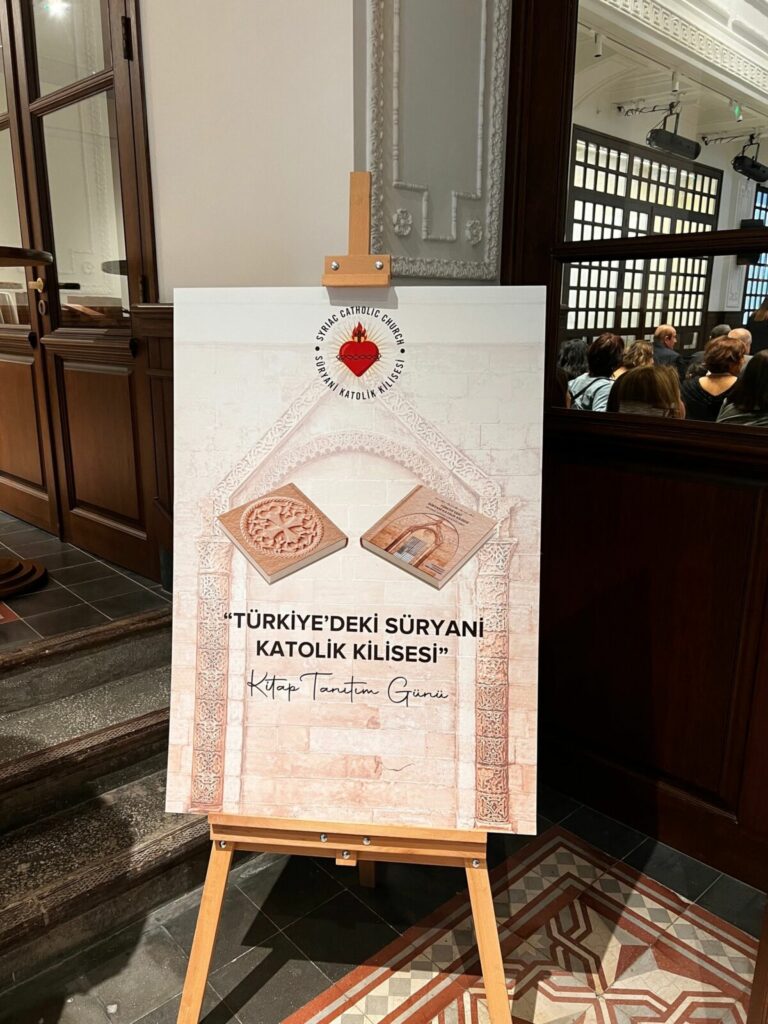 SYRIAC CATHOLIC CHURCH
SÜRYANİ KATOLİK KİLİSESİ
“TÜRKİYE’DEKİ SÜRYANİ
KATOLİK KİLİSESİ”
Kitap Tanıtım Günü